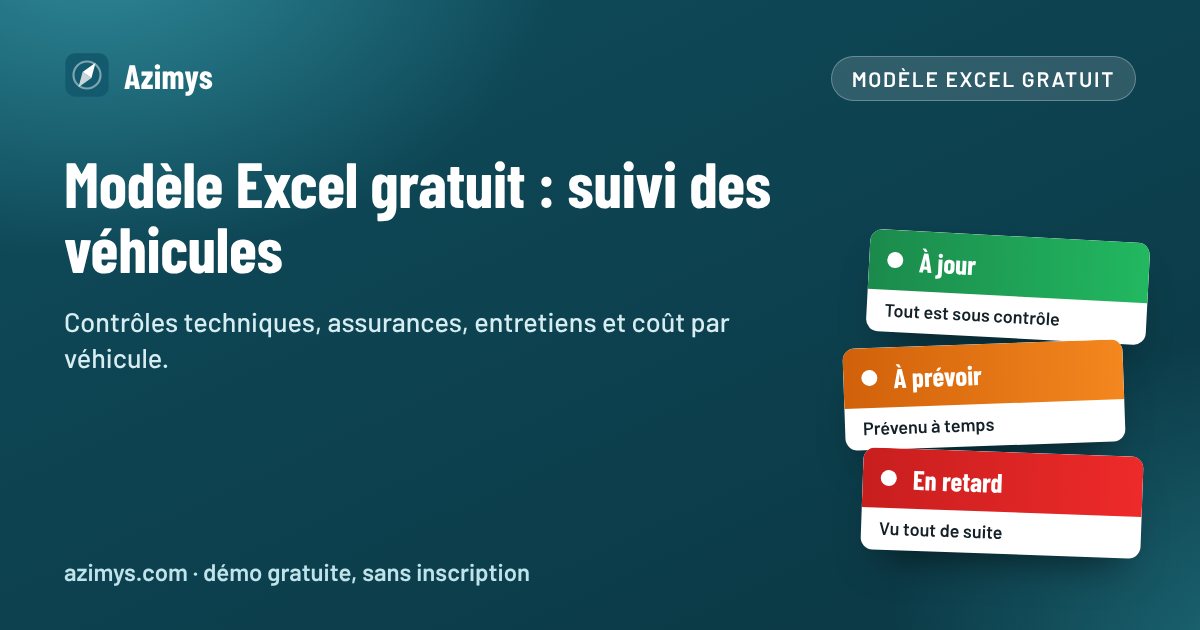 Azimys
MODÈLE EXCEL GRATUIT
Modèle Excel gratuit : suivi des
véhicules
Contrôles techniques, assurances, entretiens et coût par
véhicule.
À jour
Tout est sous contrôle
À prévoir
Prévenu à temps
En retard
Vu tout de suite
azimys.com · démo gratuite, sans inscription